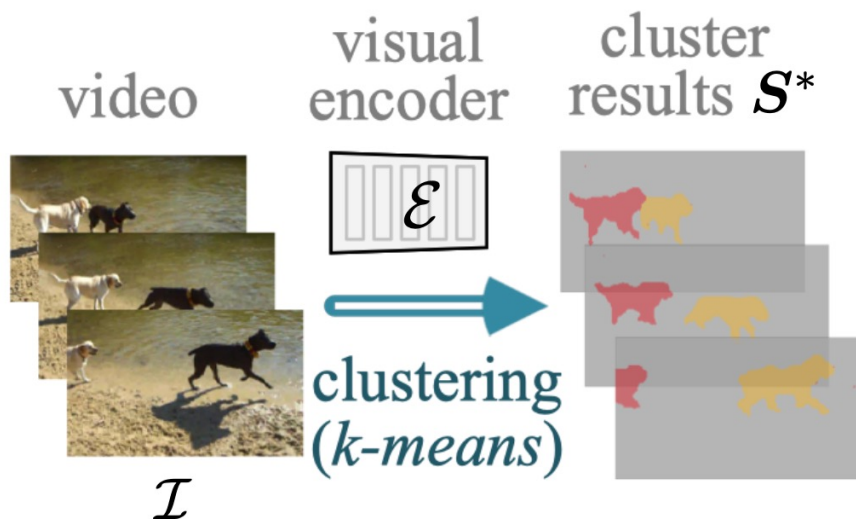 video
visual
encoder
cluster
results S*
ℰ
clustering
(k-means)
ℐ